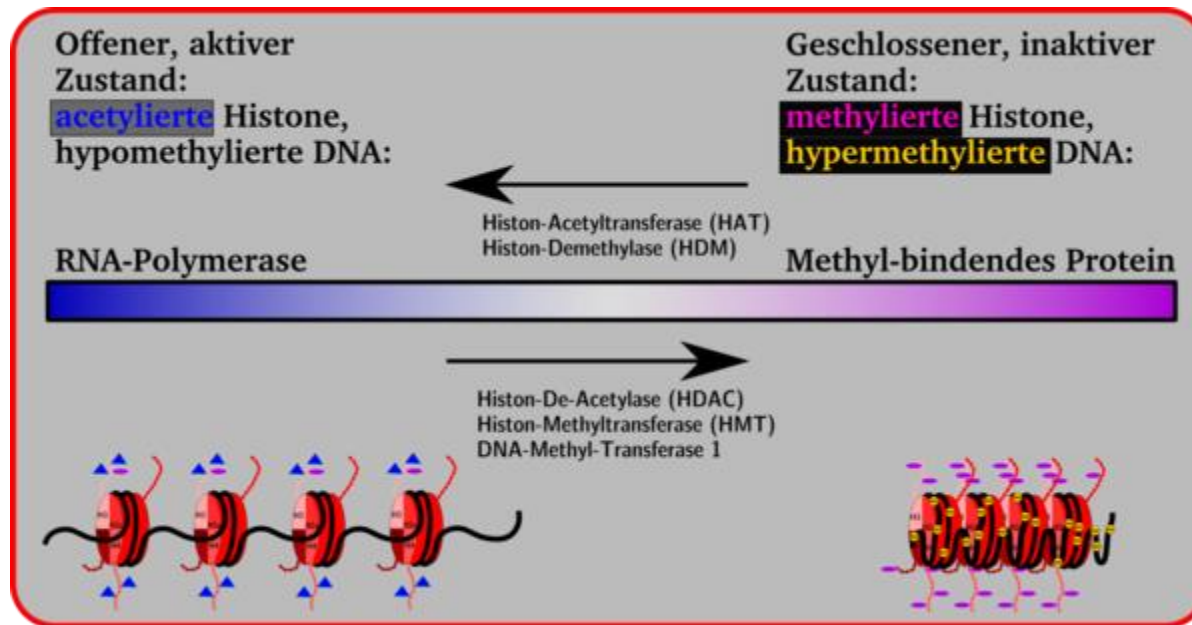 Offener, aktiver
Zustand:
acetylierte Histone,
hypomethylierte DNA:
Geschlossener, inaktiver
Zustand:
methylierte Histone,
hypermethylierte DNA:
Histon-Acetyltransferase (HAT)
Histon-Demethylase (HDM)
RNA-Polymerase
Methyl-bindendes Protein
Histon-De-Acetylase (HDAC)
Histon-Methyltransferase (HMT)
DNA-Methyl-Transferase 1